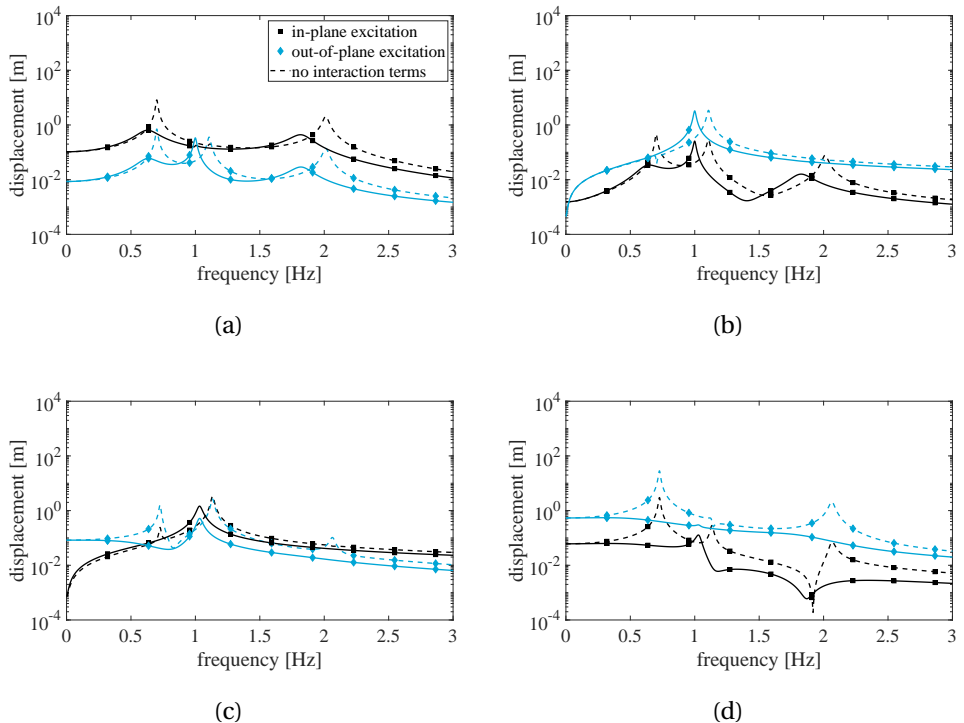 10^4
10^2
10^0
10^-2
10^-4
displacement [m]
0 0.5 1 1.5 2 2.5 3
frequency [Hz]
in-plane excitation
out-of-plane excitation
no interaction terms
(a)
10^4
10^2
10^0
10^-2
10^-4
displacement [m]
0 0.5 1 1.5 2 2.5 3
frequency [Hz]
(b)
10^4
10^2
10^0
10^-2
10^-4
displacement [m]
0 0.5 1 1.5 2 2.5 3
frequency [Hz]
(c)
10^4
10^2
10^0
10^-2
10^-4
displacement [m]
0 0.5 1 1.5 2 2.5 3
frequency [Hz]
(d)